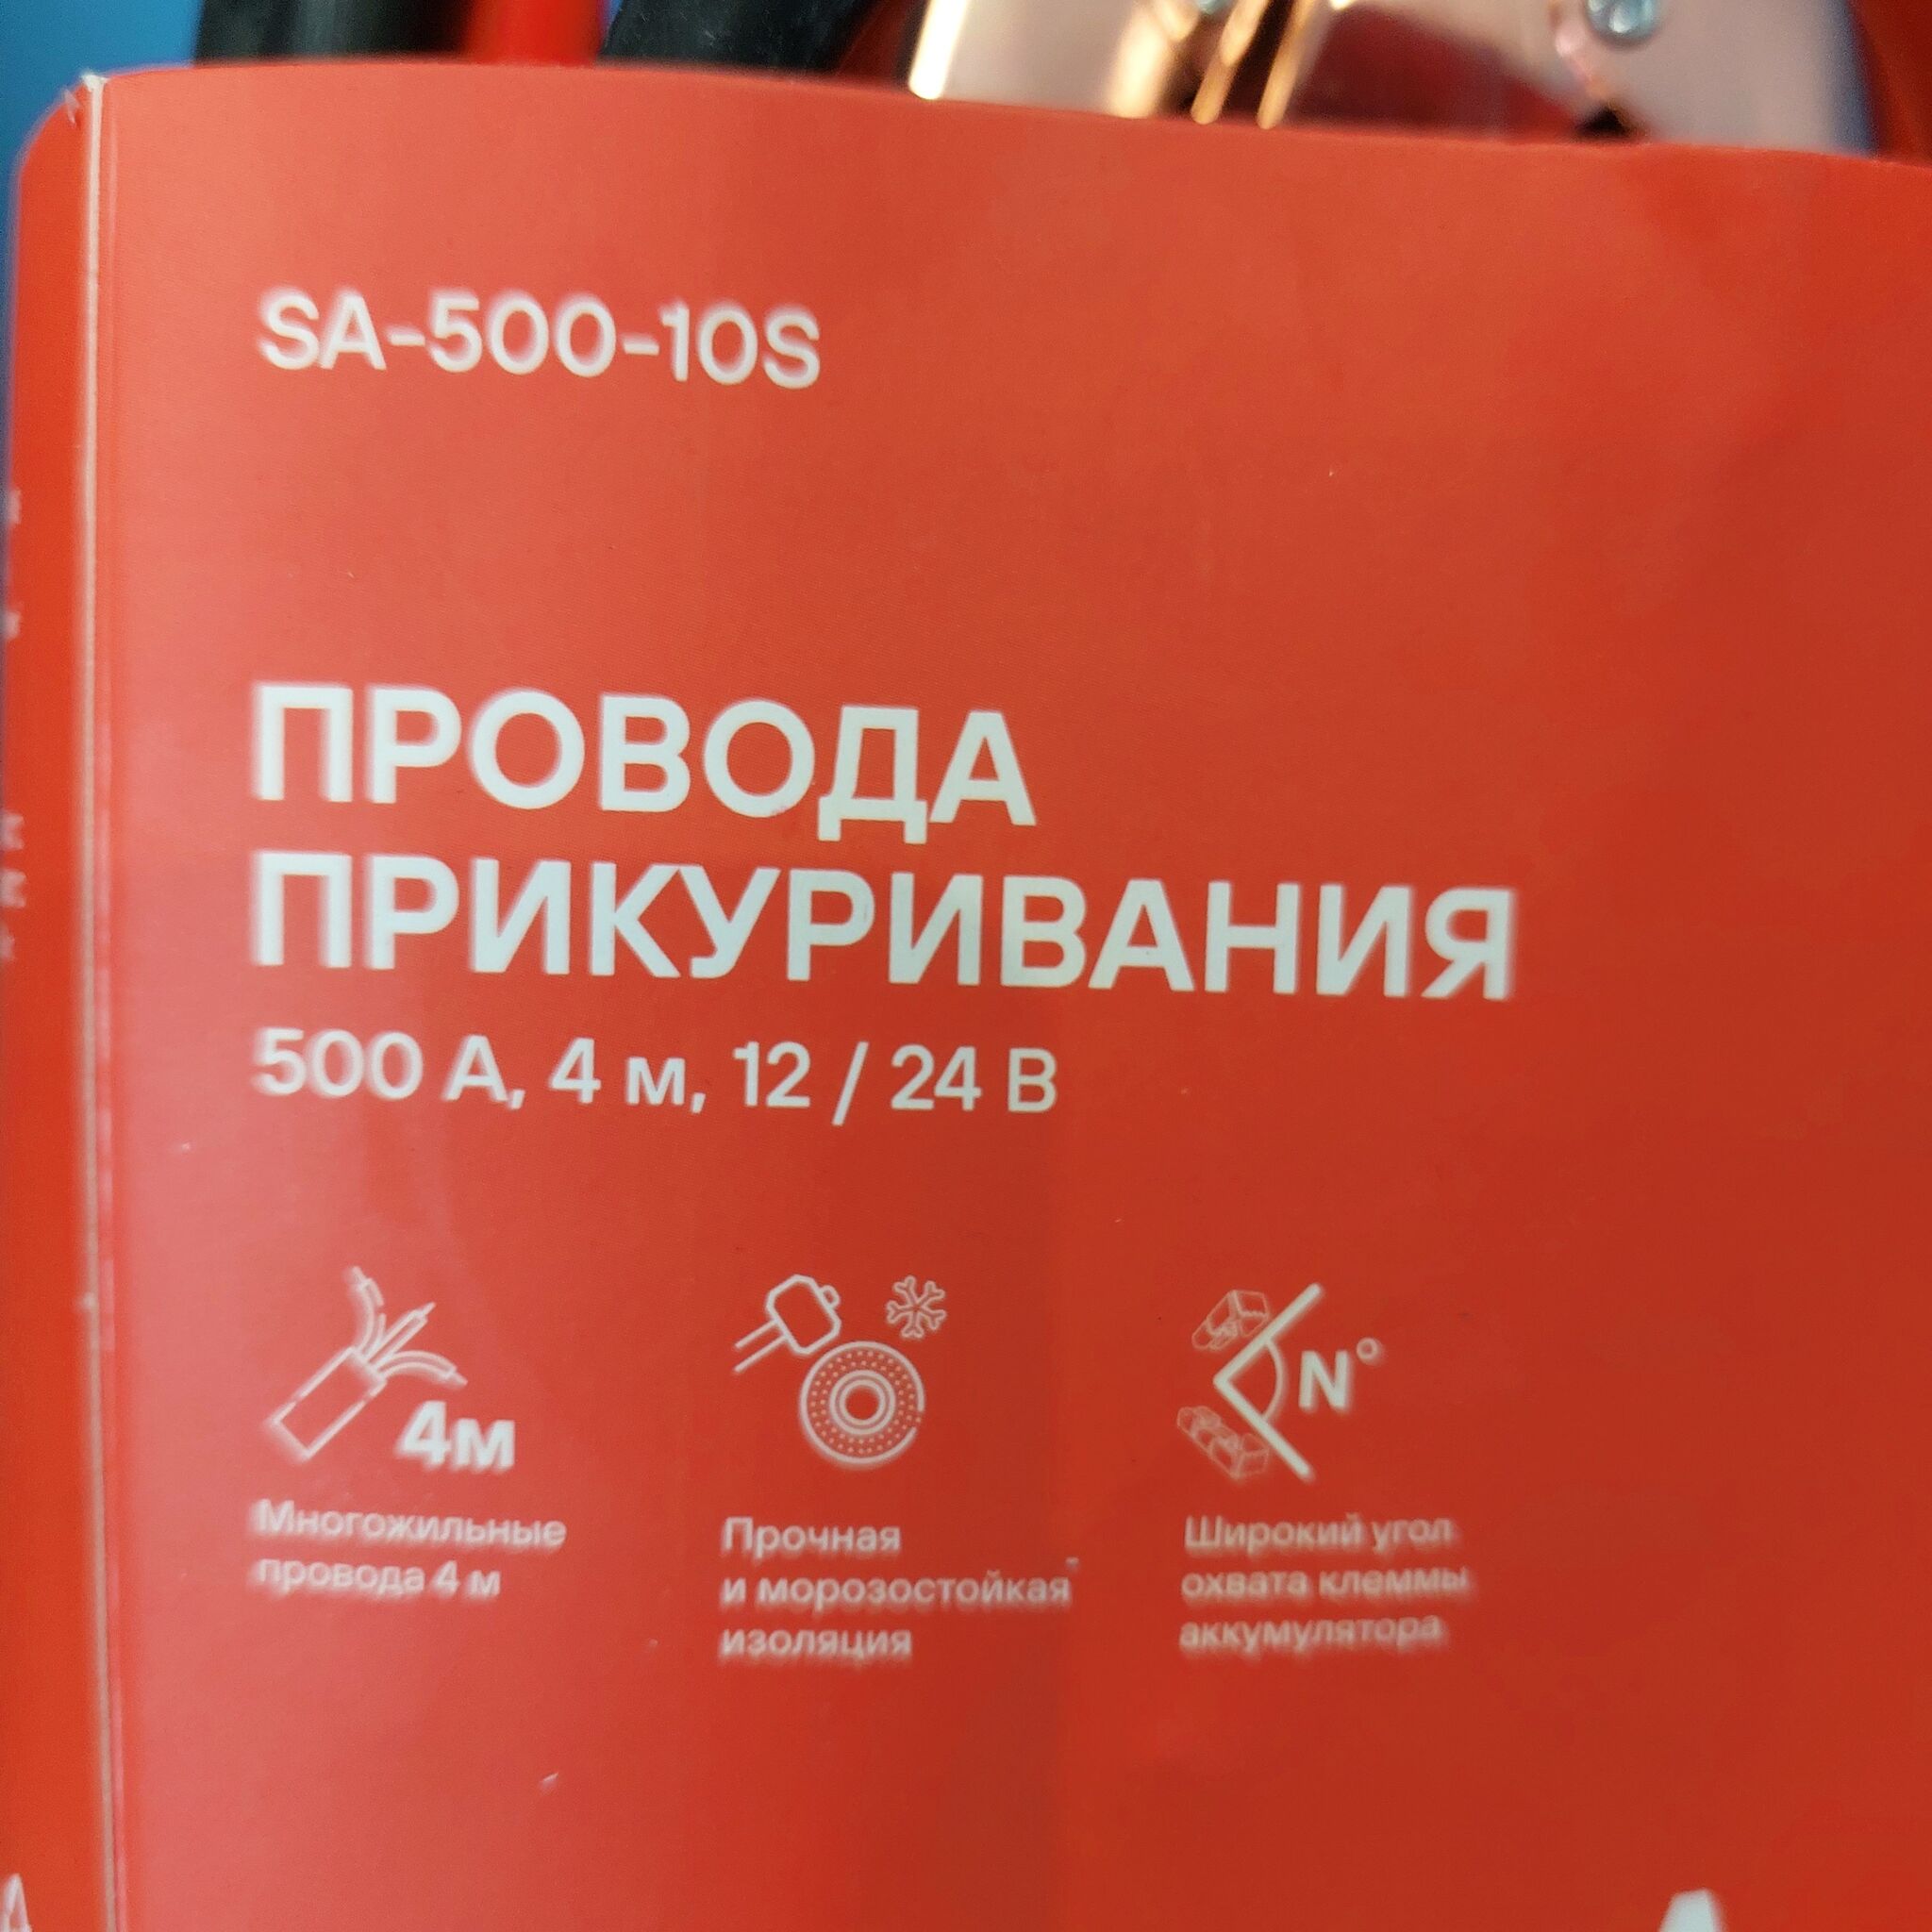 SA-500-10S
ПРОВОДА
ПРИКУРИВАНИЯ
500 А, 4 м, 12 / 24 В
4м
N°
Многожильные
провода 4 м
Прочная
и морозостойкая
изоляция
Широкий угол
охвата клеммы
аккумулятора